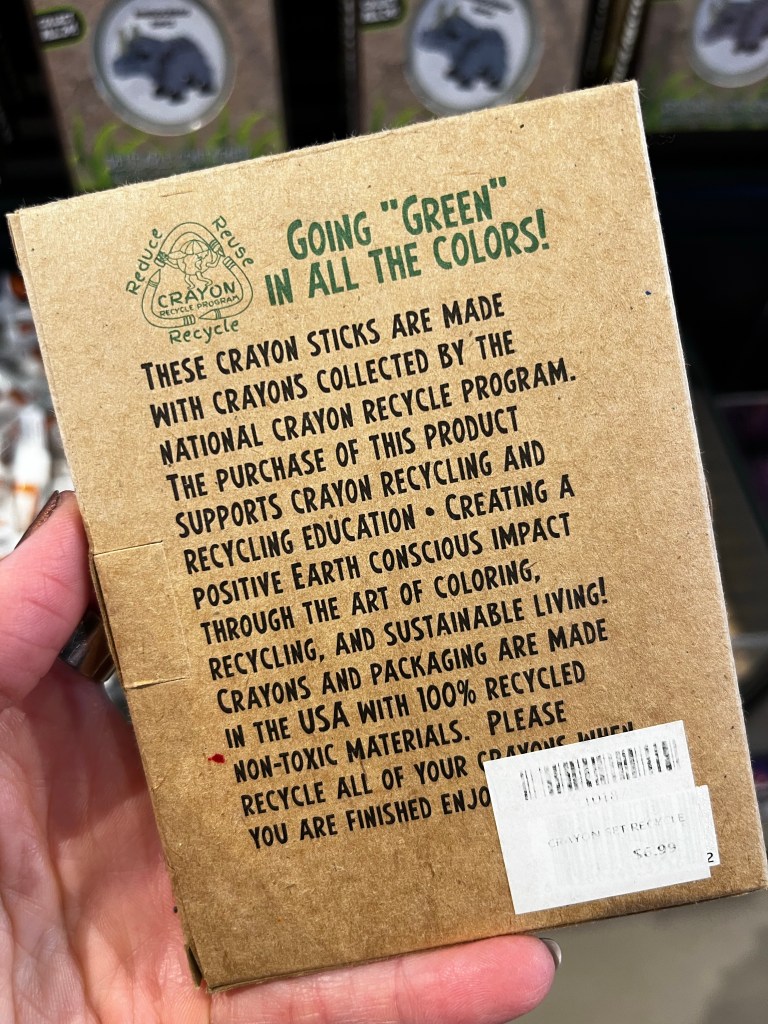 Reduce Reuse
CRAYON
RECYCLE PROGRAM
Recycle
GOING "GREEN"
IN ALL THE COLORS!
THESE CRAYON STICKS ARE MADE
WITH CRAYONS COLLECTED BY THE
NATIONAL CRAYON RECYCLE PROGRAM.
THE PURCHASE OF THIS PRODUCT
SUPPORTS CRAYON RECYCLING AND
RECYCLING EDUCATION • CREATING A
POSITIVE EARTH CONSCIOUS IMPACT
THROUGH THE ART OF COLORING,
RECYCLING, AND SUSTAINABLE LIVING!
CRAYONS AND PACKAGING ARE MADE
IN THE USA WITH 100% RECYCLED
NON-TOXIC MATERIALS. PLEASE
RECYCLE ALL OF YOUR CRAYONS WHEN
YOU ARE FINISHED ENJO
CRAYON SET RECYCLE
$6.99
2